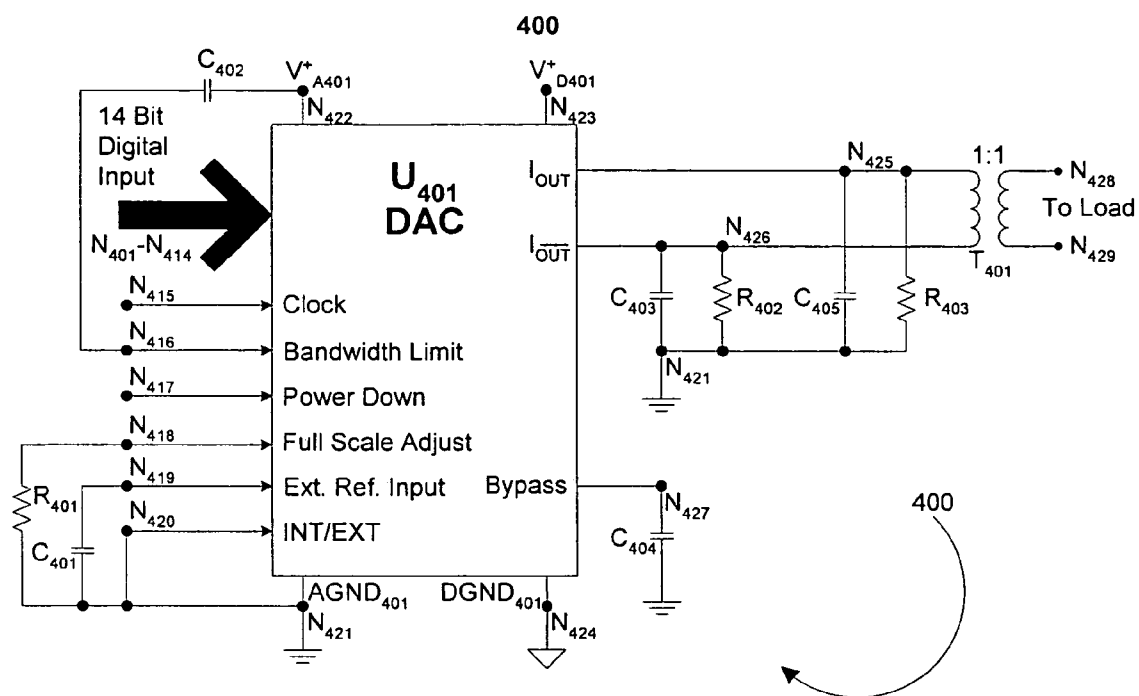 400
C402
V+ A401
V+ D401
N422
N423
14 Bit
Digital
Input
N401-N414
U401
DAC
IOUT
I\overline{OUT}
N425
N426
1:1
N428
To Load
N429
T401
C403
R402
C405
R403
N421
N415
Clock
N416
Bandwidth Limit
N417
Power Down
N418
Full Scale Adjust
N419
Ext. Ref. Input
N420
INT/EXT
R401
C401
Bypass
N427
C404
AGND401
DGND401
N421
N424
400